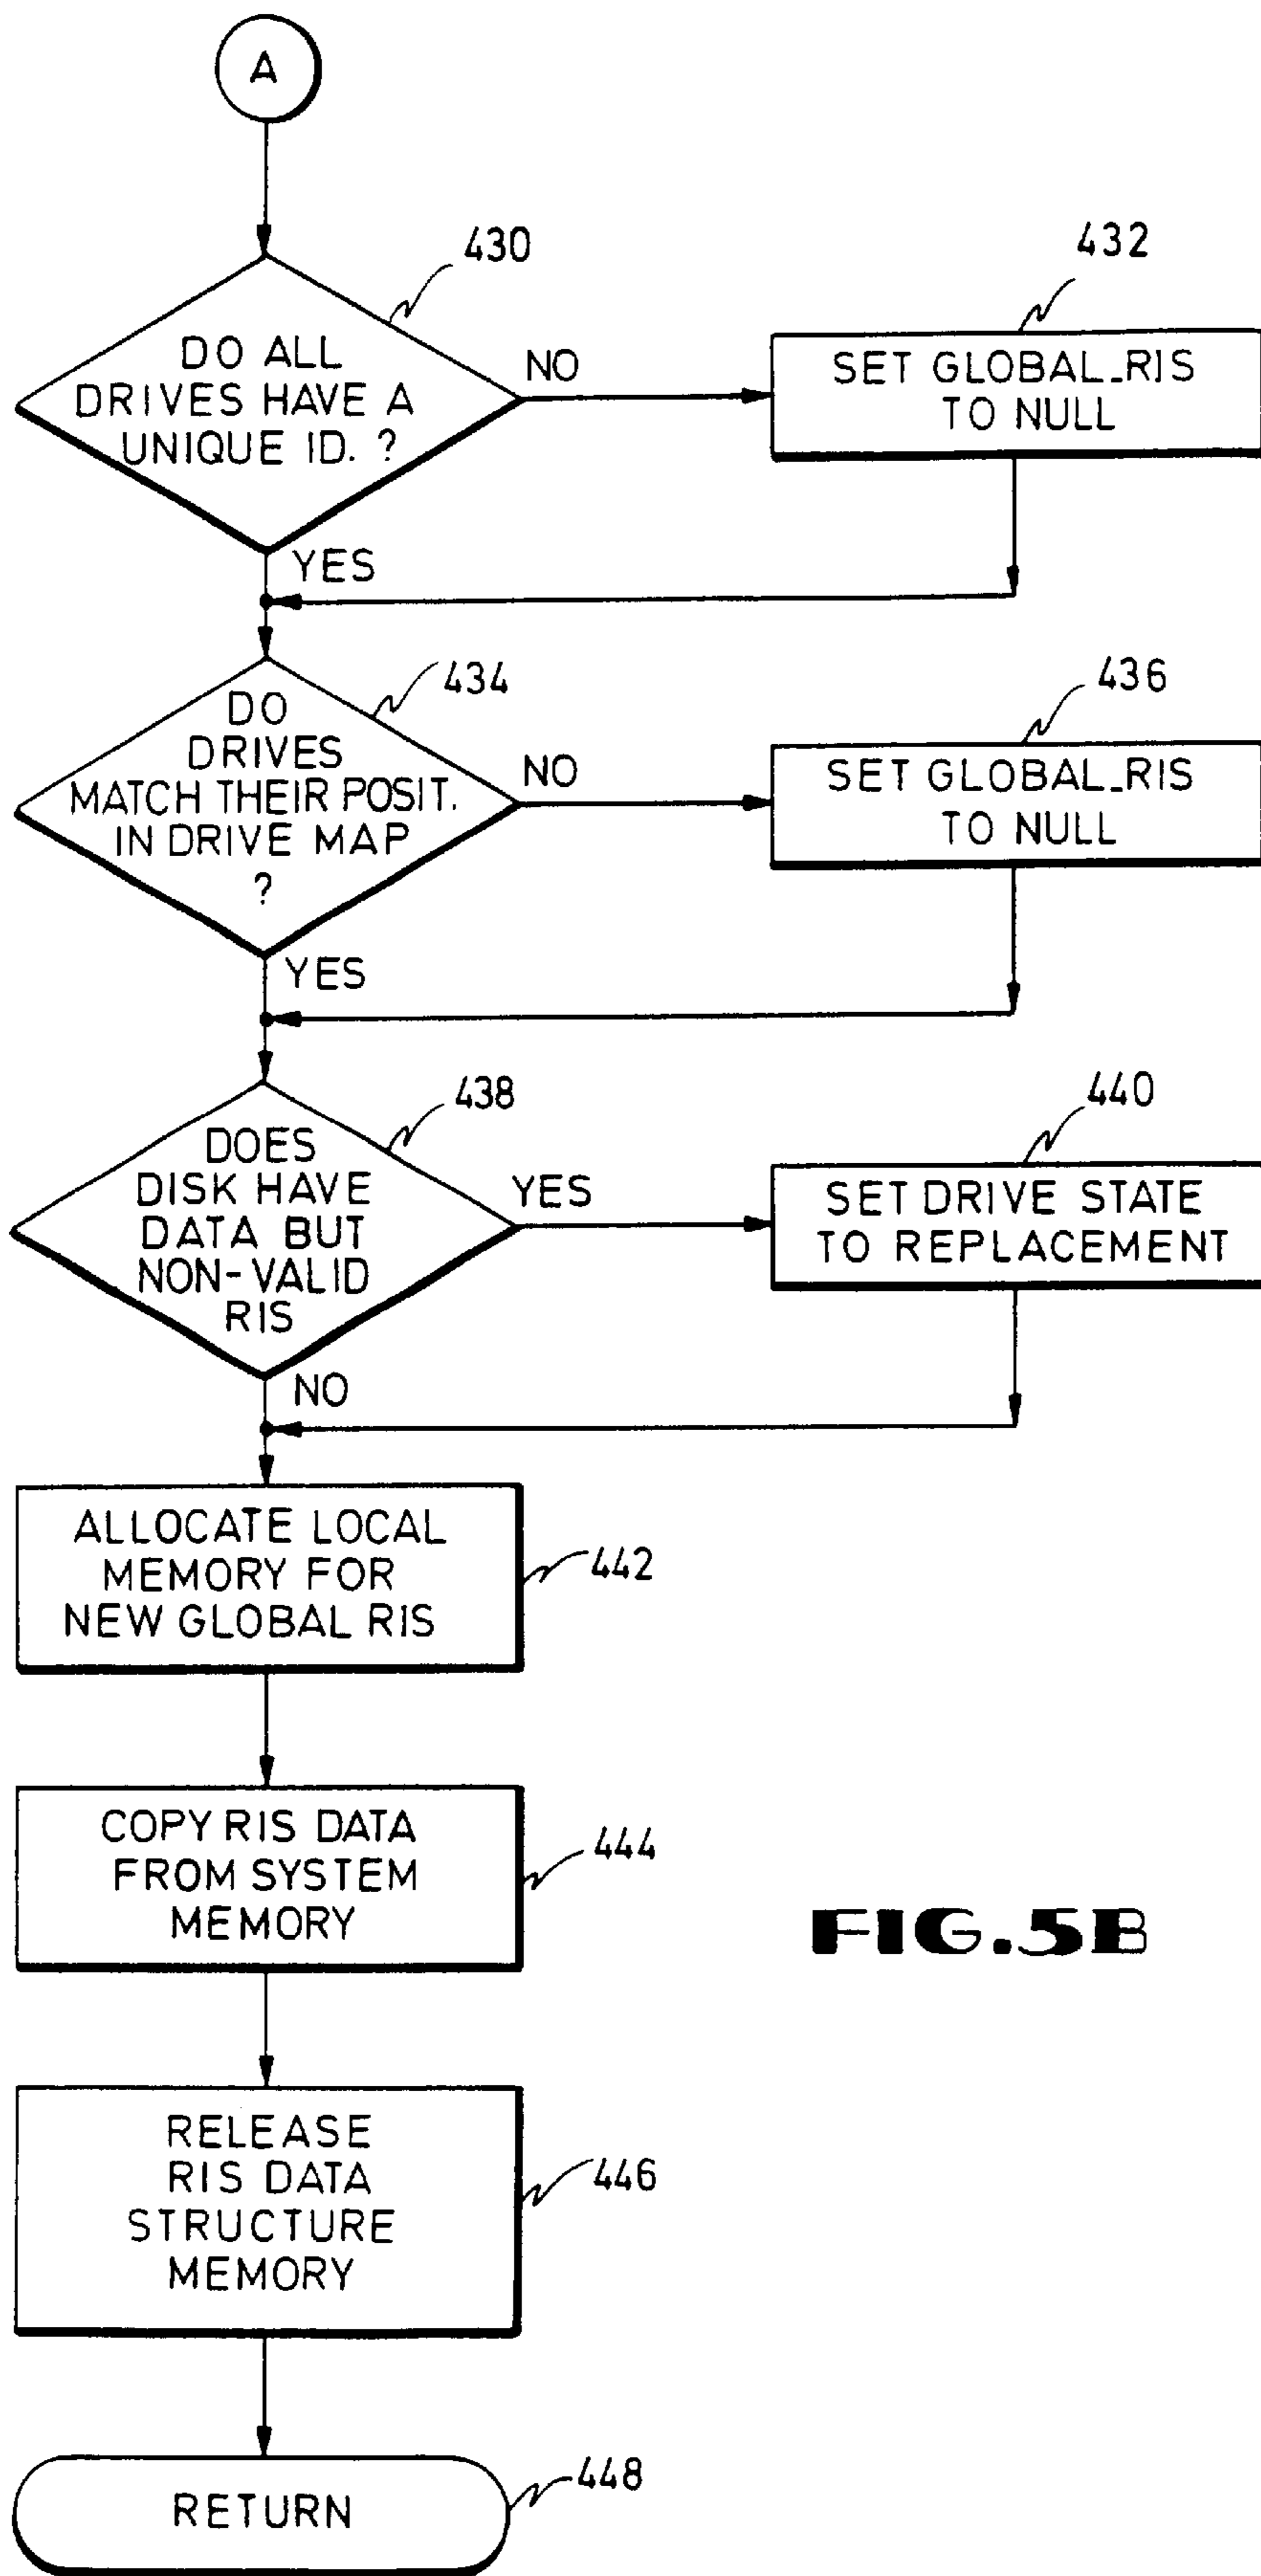 A
430
DO ALL
DRIVES HAVE A
UNIQUE ID. ?
NO
432
SET GLOBAL_RIS
TO NULL
YES
434
DO
DRIVES
MATCH THEIR POSIT.
IN DRIVE MAP
?
NO
436
SET GLOBAL_RIS
TO NULL
YES
438
DOES
DISK HAVE
DATA BUT
NON-VALID
RIS
YES
440
SET DRIVE STATE
TO REPLACEMENT
NO
ALLOCATE LOCAL
MEMORY FOR
NEW GLOBAL RIS
442
COPY RIS DATA
FROM SYSTEM
MEMORY
444
FIG.5B
RELEASE
RIS DATA
STRUCTURE
MEMORY
446
RETURN
448